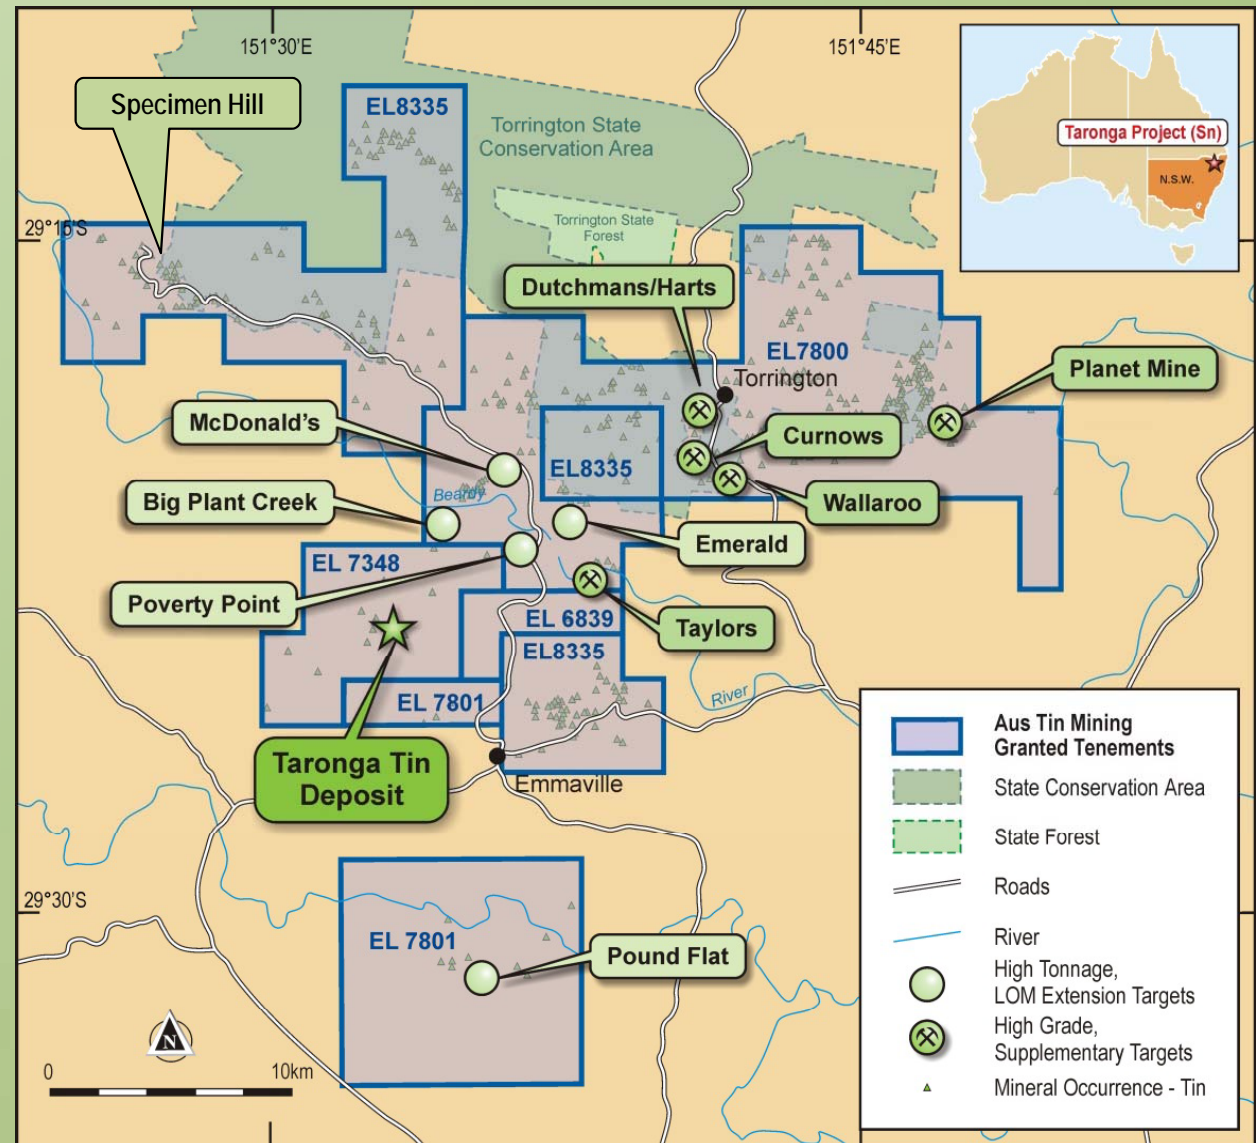 151°30'E
151°45'E
Specimen Hill
EL8335
Torrington State
Conservation Area
Taronga Project (Sn)
N.S.W.
29°15'S
Torrington State
Forest
Dutchmans/Harts
EL7800
Torrington
Planet Mine
McDonald's
Curnows
EL8335
Big Plant Creek
Beardy
Wallaroo
Emerald
EL 7348
Poverty Point
EL 6839
Taylors
EL8335
River
EL 7801
Taronga Tin
Deposit
Emmaville
Aus Tin Mining
Granted Tenements
State Conservation Area
State Forest
Roads
River
High Tonnage,
LOM Extension Targets
High Grade,
Supplementary Targets
Mineral Occurrence - Tin
29°30'S
EL 7801
Pound Flat
N
0
10km